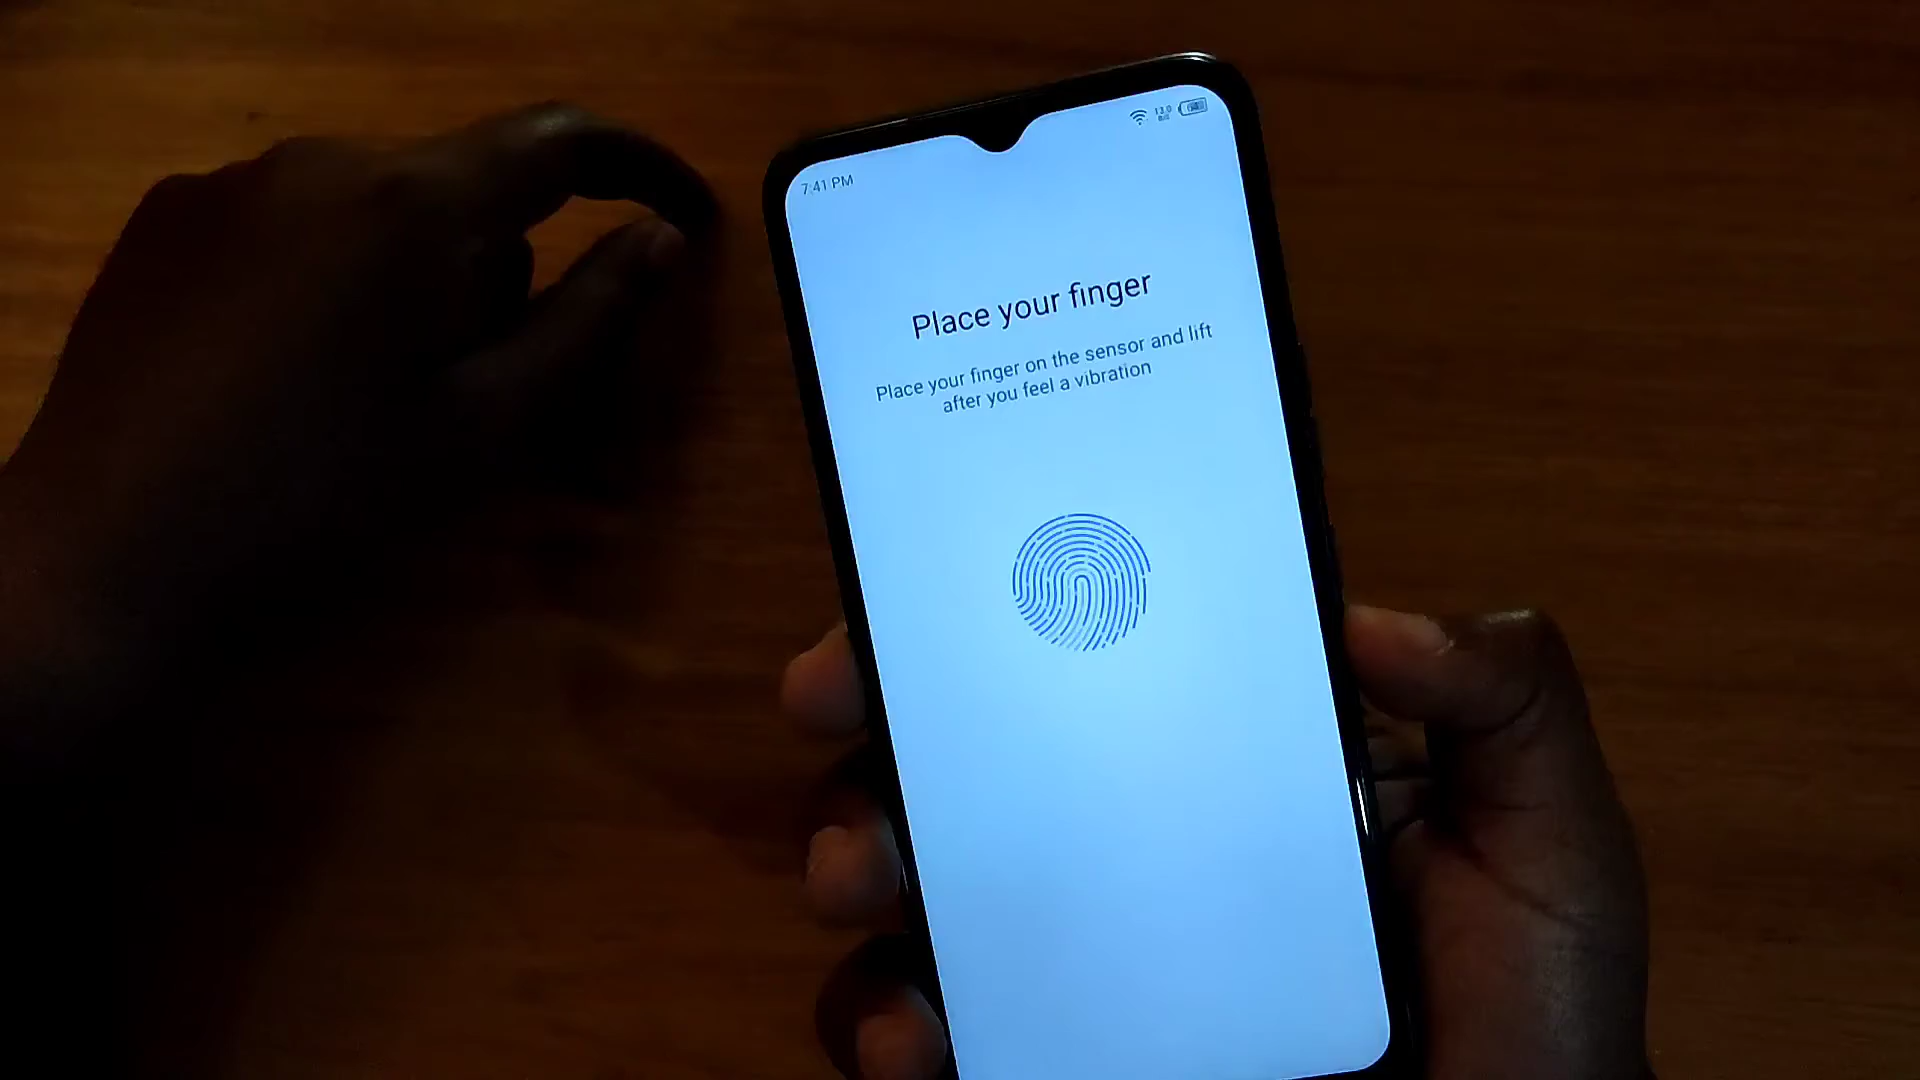 7:41 PM
Place your finger
Place your finger on the sensor and lift
after you feel a vibration